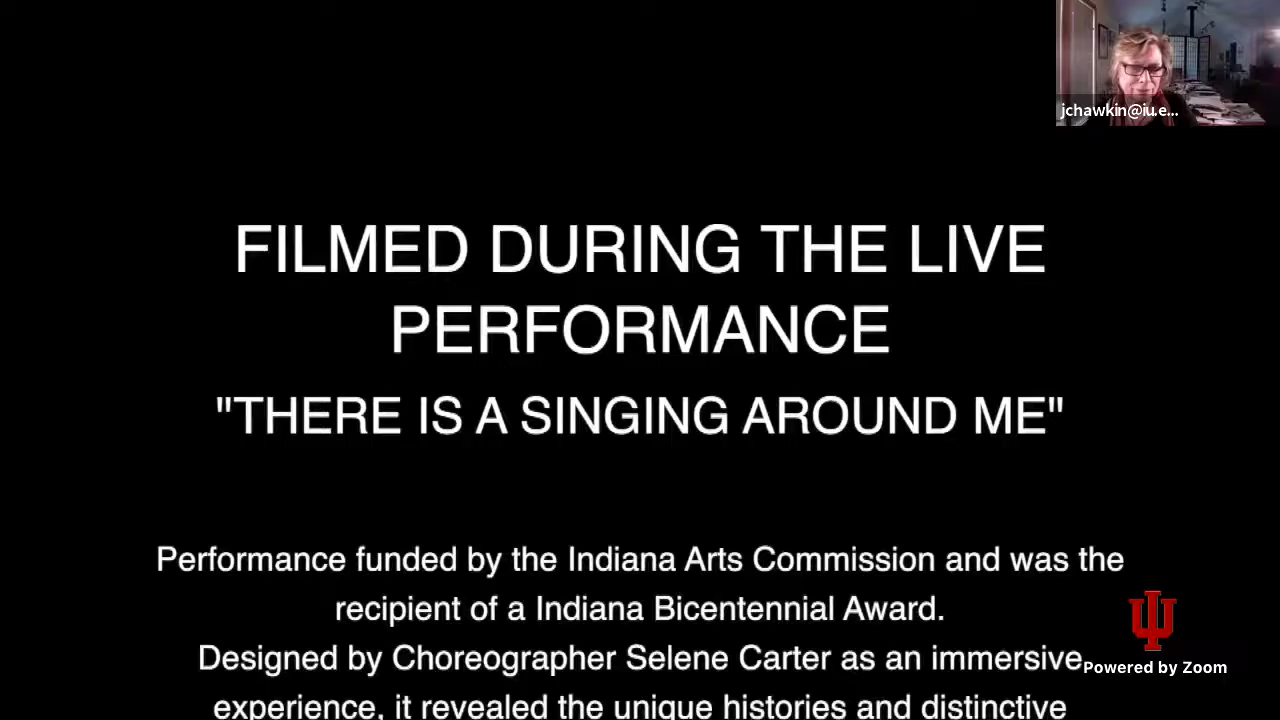 jchawkin@iu.e...
FILMED DURING THE LIVE
PERFORMANCE
"THERE IS A SINGING AROUND ME"
Performance funded by the Indiana Arts Commission and was the
recipient of a Indiana Bicentennial Award.
Designed by Choreographer Selene Carter as an immersive
experience, it revealed the unique histories and distinctive
Powered by Zoom